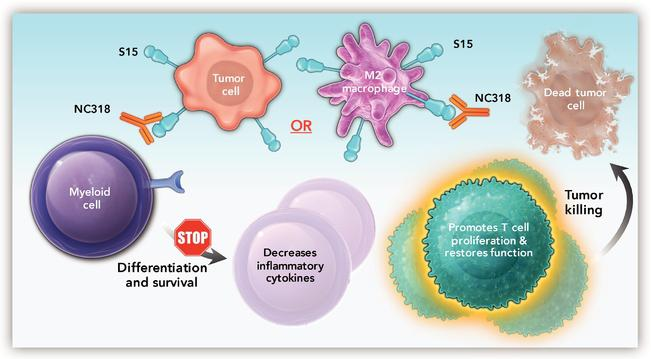 S15
Tumor
cell
NC318
OR
M2
macrophage
S15
NC318
Dead tumor
cell
Myeloid
cell
STOP
Differentiation
and survival
Decreases
inflammatory
cytokines
Promotes T cell
proliferation &
restores function
Tumor
killing